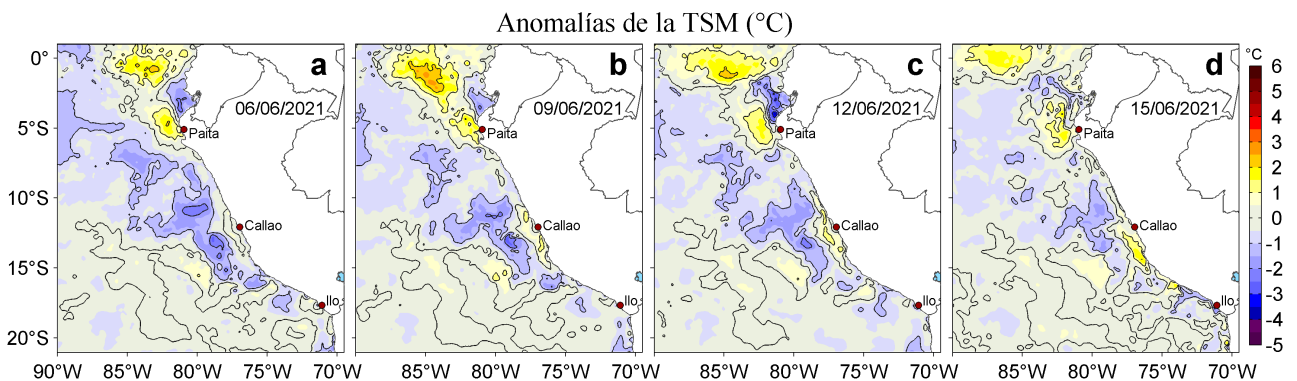 Anomalías de la TSM (°C)
a
06/06/2021
Paita
Callao
Ilo
b
09/06/2021
Paita
Callao
Ilo
c
12/06/2021
Paita
Callao
Ilo
d
15/06/2021
Paita
Callao
Ilo
0°
5°S
10°S
15°S
20°S
90°W 85°W 80°W 75°W 70°W 85°W 80°W 75°W 70°W 85°W 80°W 75°W 70°W 85°W 80°W 75°W 70°W
°C
6
5
4
3
2
1
0
-1
-2
-3
-4
-5